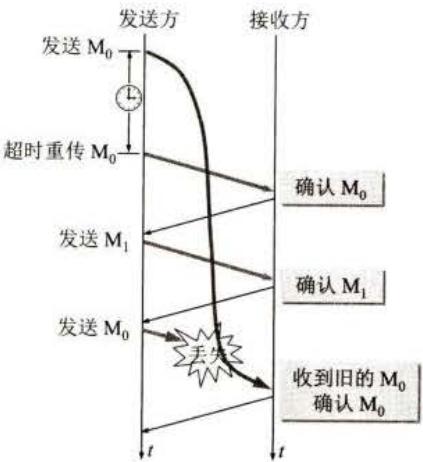 发送方
接收方
发送 M₀
超时重传 M₀
确认 M₀
发送 M₁
确认 M₁
发送 M₀
丢失
收到旧的 M₀
确认 M₀
t
t